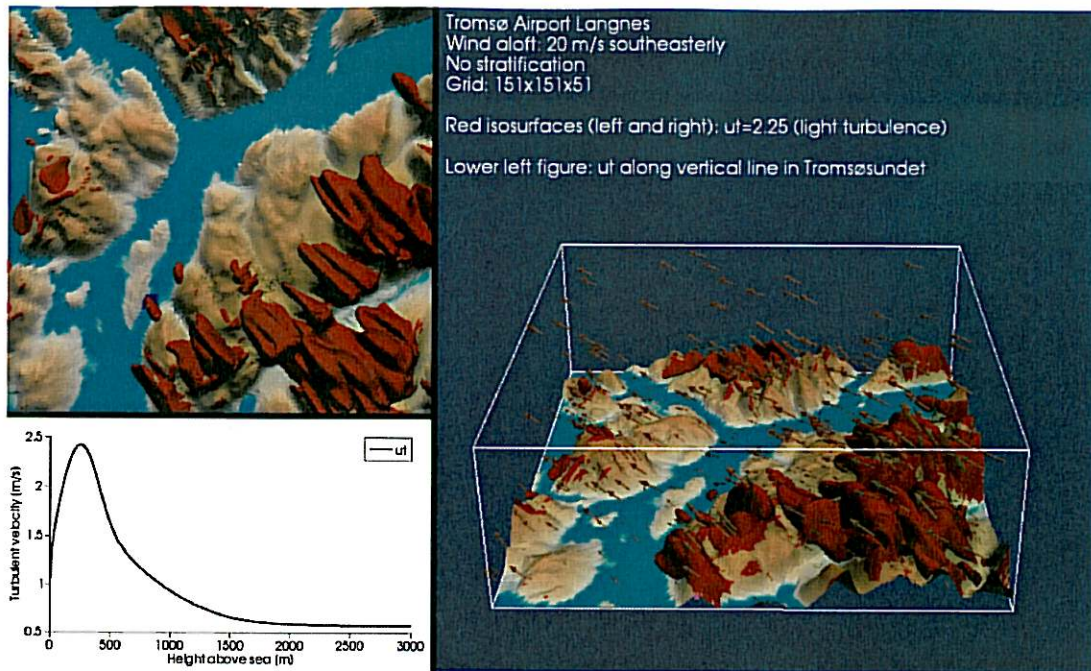 Tromsø Airport Langnes
Wind aloft: 20 m/s southeasterly
No stratification
Grid: 151x151x51
Red isosurfaces (left and right): ut=2.25 (light turbulence)
Lower left figure: ut along vertical line in Tromsøsundet
Turbulent velocity (m/s)
2.5
2
1.5
1
0.5
ut
0
500
1000
1500
2000
2500
3000
Height above sea (m)